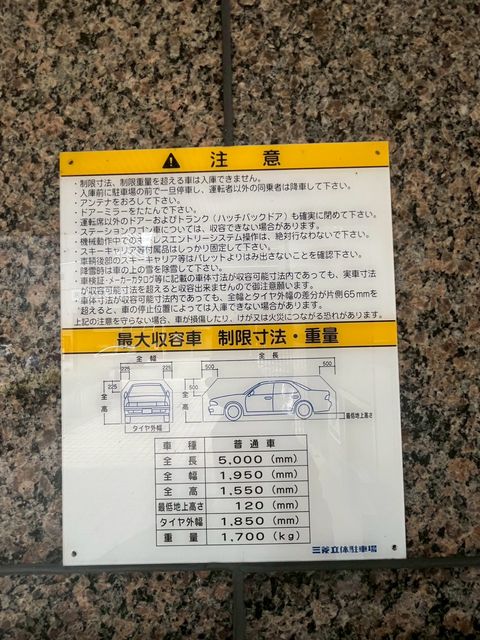 注意
・制限寸法、制限重量を超える車は入庫できません。
・入庫前に駐車場の前で一旦停車し、運転者以外の同乗者は降車して下さい。
・アンテナをおろして下さい。
・ドアーミラーをたたんで下さい。
・運転席以外のドアーおよびトランク（ハッチバックドア）も確実に閉めて下さい。
・ステーションワゴン車については、収容できない場合があります。
・機械動作中でのキーレスエントリーシステム操作は、絶対行なわないで下さい。
・スキーキャリア等付属品はしっかり固定して下さい。
・車輌後部のスキーキャリア等はパレットよりはみ出さないことを確認下さい。
・降雪時は車の上の雪を除雪して下さい。
・車検証・メーカーカタログ等に記載の車体寸法が収容可能寸法内であっても、実車寸法
が収容可能寸法を超えると収容出来ませんので御注意願います。
・車体寸法が収容可能寸法内であっても、全幅とタイヤ外幅の差分が片側65mmを
超えると、車の停止位置によっては入庫できない場合があります。
上記の注意を守らない場合、車が損傷したり、けが又は火災につながる恐れがあります。
最大収容車 制限寸法・重量
全幅 全長
225 225 500 500
225 500
全高 全高
最低地上高さ
タイヤ外幅
車種 普通車
全長 5,000 (mm)
全幅 1,950 (mm)
全高 1,550 (mm)
最低地上高さ 120 (mm)
タイヤ外幅 1,850 (mm)
重量 1,700 (kg)
三菱立体駐車場